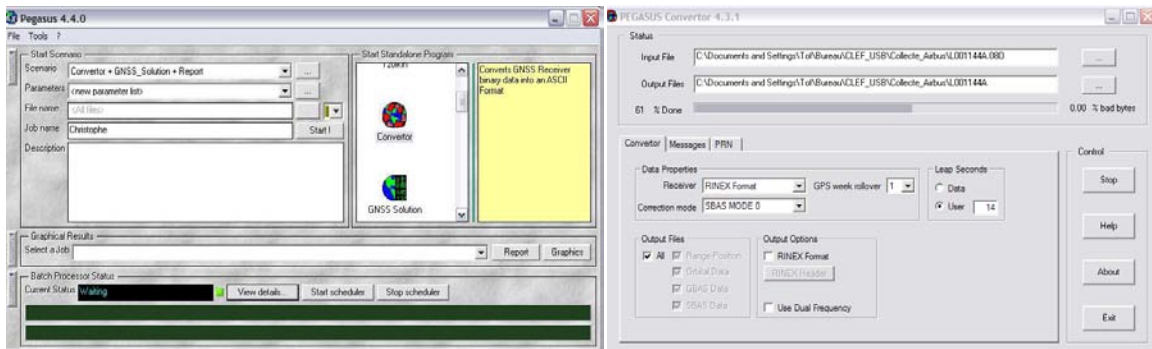 Pegasus 4.4.0
File Tools ?
Start Scenario
Scenario Convertor + GNSS_Solution + Report ...
Parameters <new parameter list> ...
File name <All files>
Job name Christophe Start !
Description
Start Standalone Program
Convertor
GNSS Solution
Converts GNSS Receiver
binary data into an ASCII
Format
Graphical Results
Select a Job Report Graphics
Batch Processor Status
Current Status Waiting View details... Start scheduler Stop scheduler
PEGASUS Convertor 4.3.1
Status
Input File C:\Documents and Settings\Tol\Bureau\CLEF_USB\Collecte_Airbus\L001144A.08O ...
Output Files C:\Documents and Settings\Tol\Bureau\CLEF_USB\Collecte_Airbus\L001144A ...
61 % Done 0.00 % bad bytes
Convertor Messages PRN
Data Properties
Receiver RINEX Format GPS week rollover 1
Correction mode SBAS MODE 0
Leap Seconds
Data
User 14
Output Files
All Range-Position
Orbital Data
GBAS Data
SBAS Data
Output Options
RINEX Format
RINEX Header
Use Dual Frequency
Control
Stop
Help
About
Exit